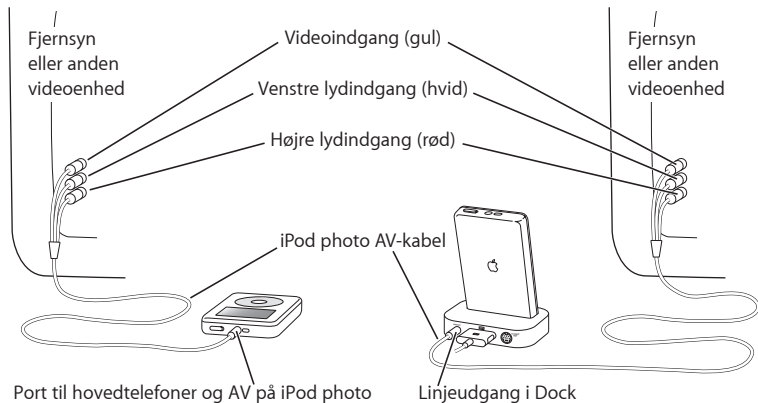 Fjernsyn
eller anden
videoenhed
Videoindgang (gul)
Venstre lydindgang (hvid)
Højre lydindgang (rød)
Fjernsyn
eller anden
videoenhed
iPod photo AV-kabel
Port til hovedtelefoner og AV på iPod photo
Linjeudgang i Dock